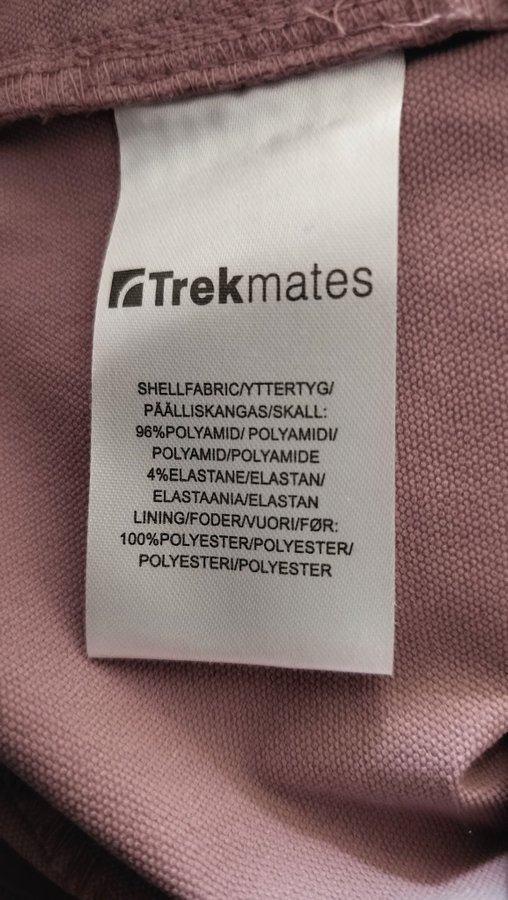 Trekmates
SHELLFABRIC/YTTERTYG/
PÄÄLLISKANGAS/SKALL:
96%POLYAMID/ POLYAMIDI/
POLYAMID/POLYAMIDE
4%ELASTANE/ELASTAN/
ELASTAANIA/ELASTAN
LINING/FODER/VUORI/FØR:
100%POLYESTER/POLYESTER/
POLYESTERI/POLYESTER